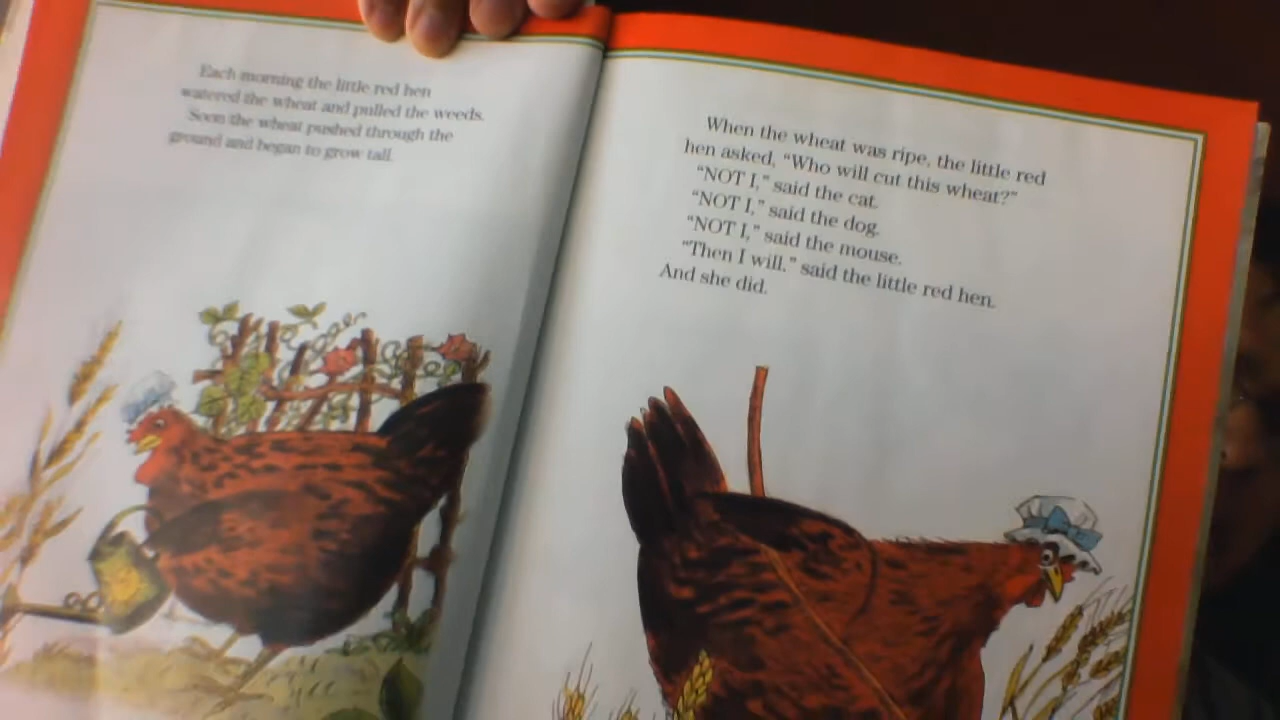 Each morning the little red hen
watered the wheat and pulled the weeds.
Soon the wheat pushed through the
ground and began to grow tall.
When the wheat was ripe, the little red
hen asked, “Who will cut this wheat?”
“NOT I,” said the cat.
“NOT I,” said the dog.
“NOT I,” said the mouse.
“Then I will,” said the little red hen.
And she did.